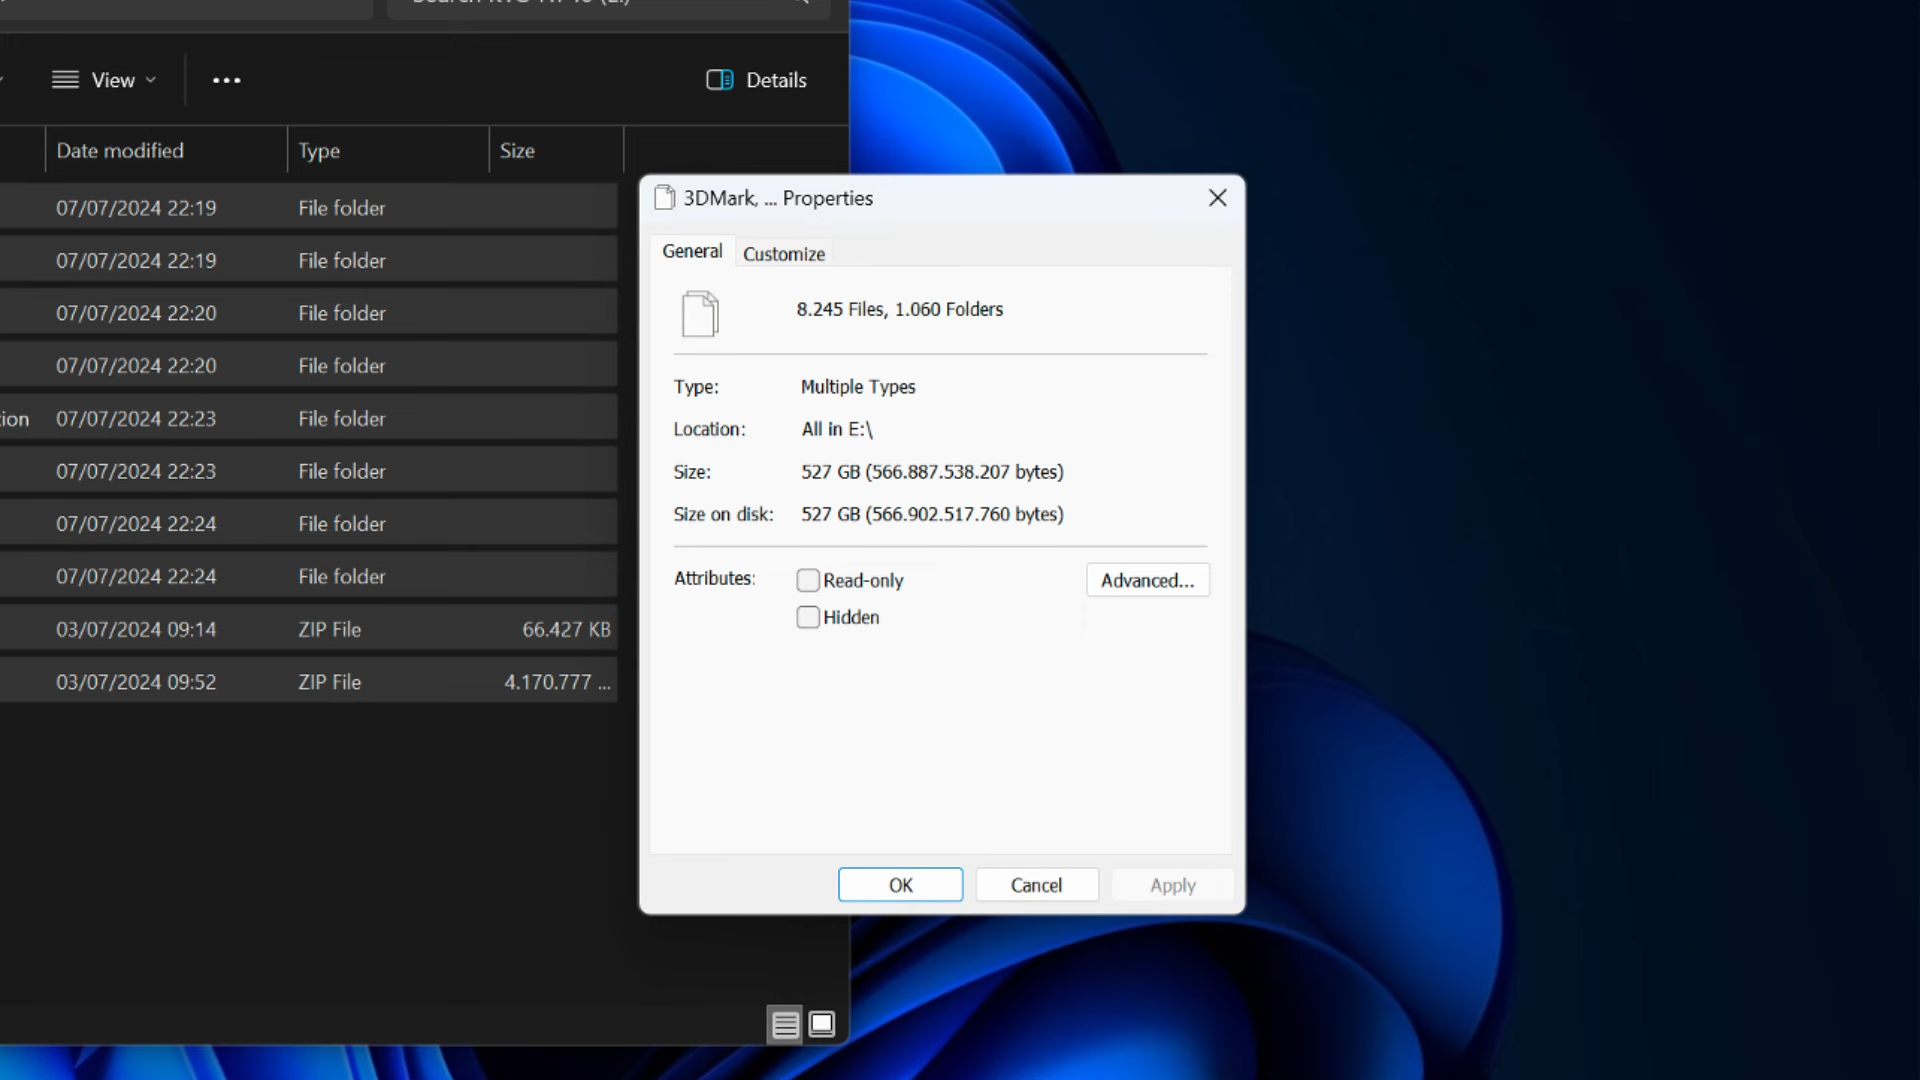 View
Details
Date modified Type Size
07/07/2024 22:19 File folder
07/07/2024 22:19 File folder
07/07/2024 22:20 File folder
07/07/2024 22:20 File folder
07/07/2024 22:23 File folder
07/07/2024 22:23 File folder
07/07/2024 22:24 File folder
07/07/2024 22:24 File folder
03/07/2024 09:14 ZIP File 66.427 KB
03/07/2024 09:52 ZIP File 4.170.777 ...
3DMark, ... Properties
General Customize
8.245 Files, 1.060 Folders
Type: Multiple Types
Location: All in E:\
Size: 527 GB (566.887.538.207 bytes)
Size on disk: 527 GB (566.902.517.760 bytes)
Attributes: Read-only Advanced...
Hidden
OK Cancel Apply